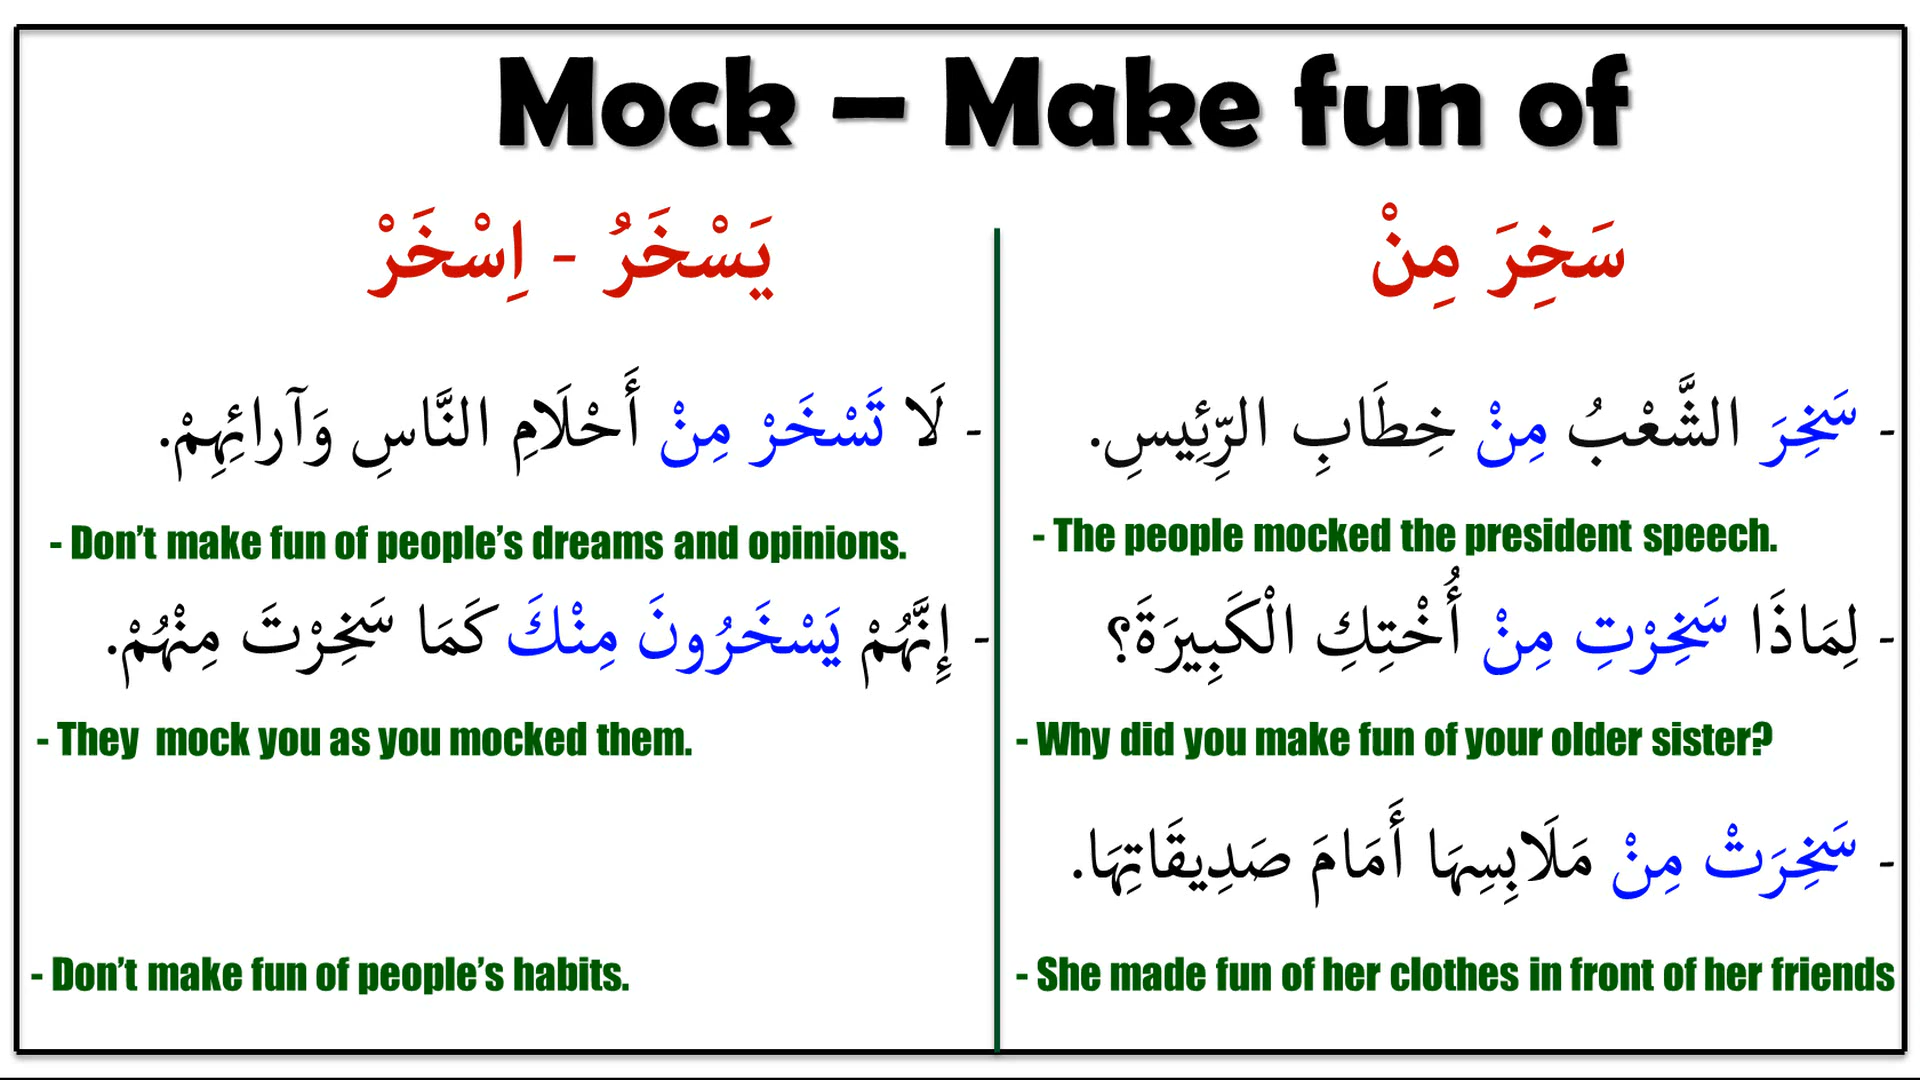 Mock – Make fun of
سَخِرَ مِنْ
- سَخِرَ الشَّعْبُ مِنْ خِطَابِ الرَّئِيسِ.
- The people mocked the president speech.
- لِمَاذَا سَخِرْتِ مِنْ أُخْتِكِ الْكَبِيرَةَ؟
- Why did you make fun of your older sister?
- سَخِرَتْ مِنْ مَلَابِسِهَا أَمَامَ صَدِيقَاتِهَا.
- She made fun of her clothes in front of her friends
يَسْخَرُ - اِسْخَرْ
- لَا تَسْخَرْ مِنْ أَحْلَامِ النَّاسِ وَآرائِهِمْ.
- Don’t make fun of people’s dreams and opinions.
- إِنَّهُمْ يَسْخَرُونَ مِنْكَ كَمَا سَخِرْتَ مِنْهُمْ.
- They mock you as you mocked them.
- Don’t make fun of people’s habits.